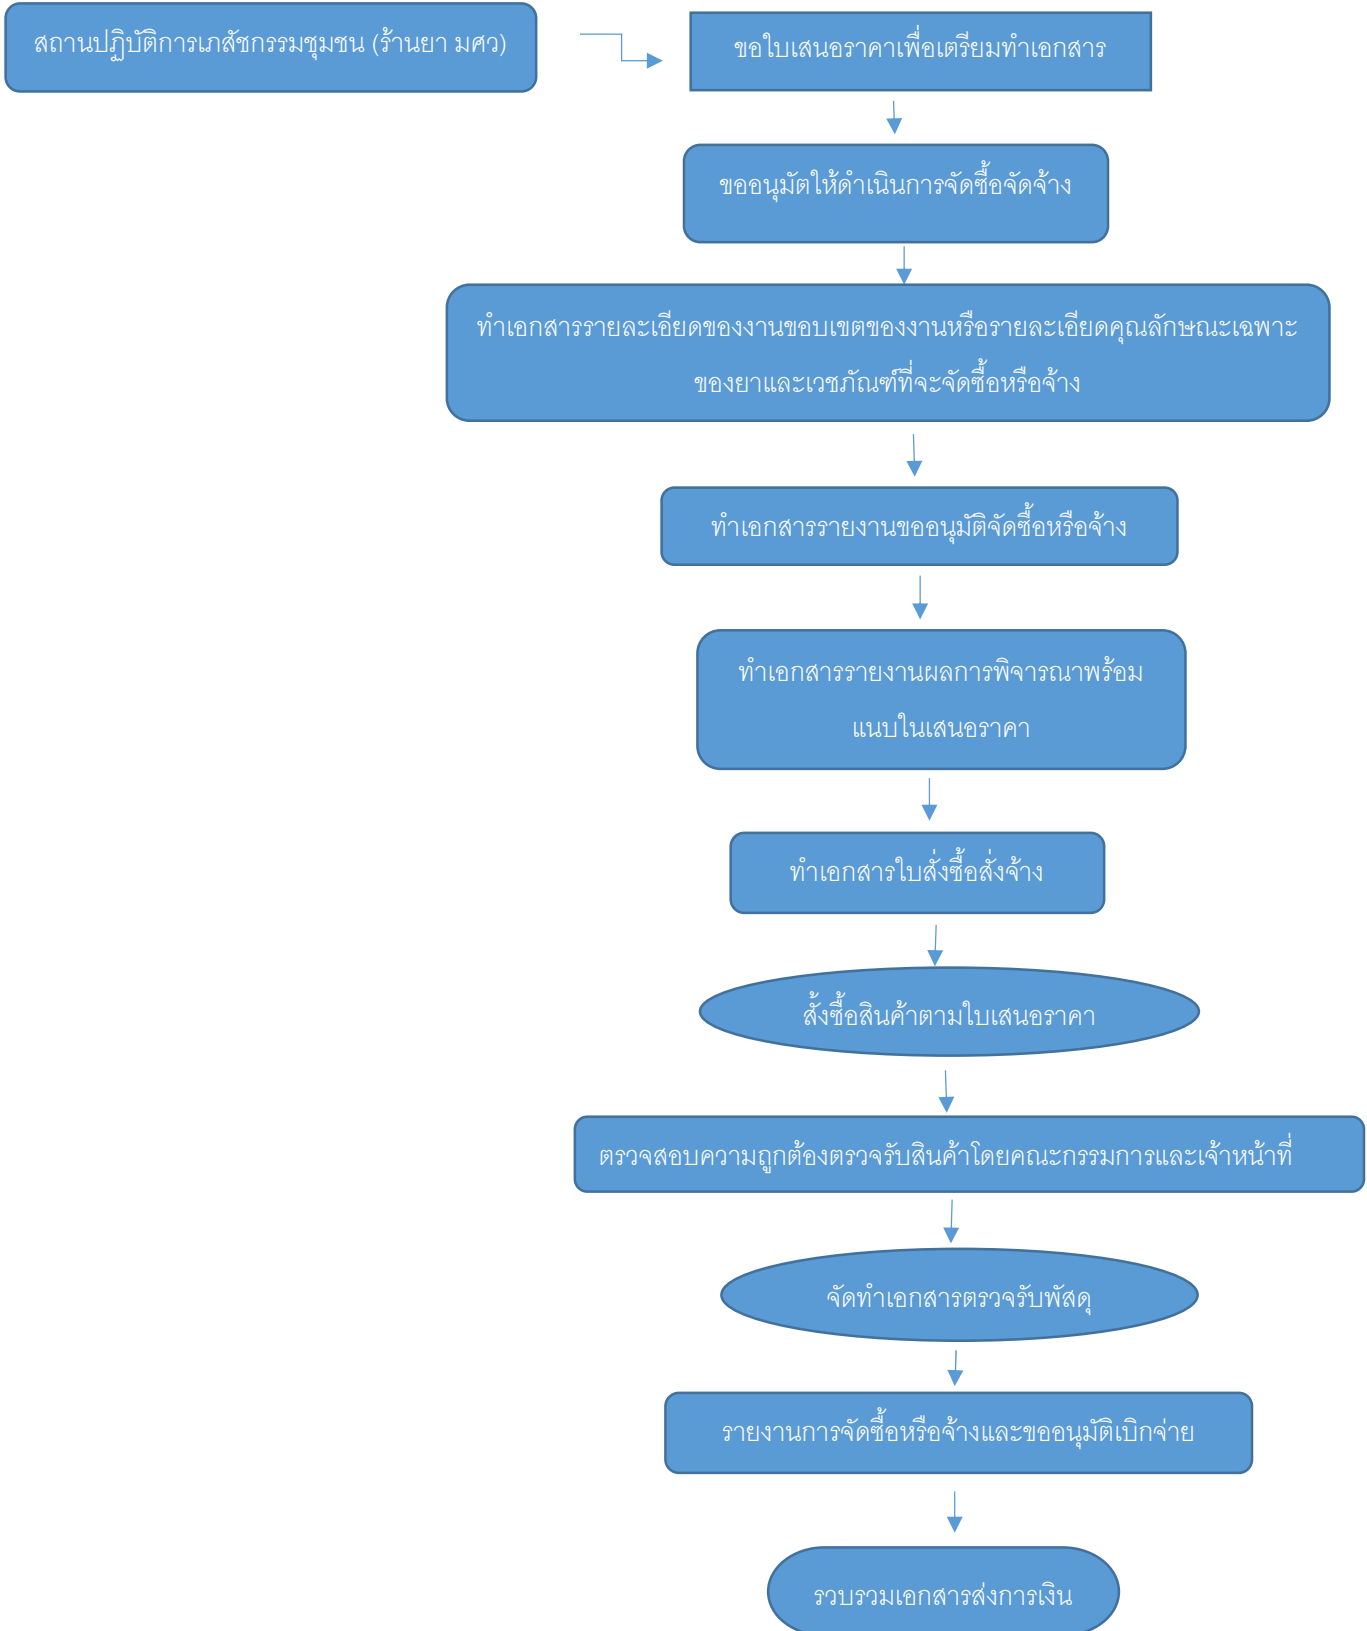 สถานปฏิบัติการเภสัชกรรมชุมชน (ร้านยา มศว)
ขอใบเสนอราคาเพื่อเตรียมทำเอกสาร
ขออนุมัตให้ดำเนินการจัดซื้อจัดจ้าง
ทำเอกสารรายละเอียดของงานขอบเขตของงานหรือรายละเอียดคุณลักษณะเฉพาะ
ของยาและเวชภัณฑ์ที่จะจัดซื้อหรือจ้าง
ทำเอกสารรายงานขออนุมัติจัดซื้อหรือจ้าง
ทำเอกสารรายงานผลการพิจารณาพร้อม
แนบในเสนอราคา
ทำเอกสารใบสั่งซื้อสั่งจ้าง
สั้งซื้อสินค้าตามใบเสนอราคา
ตรวจสอบความถูกต้องตรวจรับสินค้าโดยคณะกรรมการและเจ้าหน้าที่
จัดทำเอกสารตรวจรับพัสดุ
รายงานการจัดซื้อหรือจ้างและขออนุมัติเบิกจ่าย
รวบรวมเอกสารส่งการเงิน